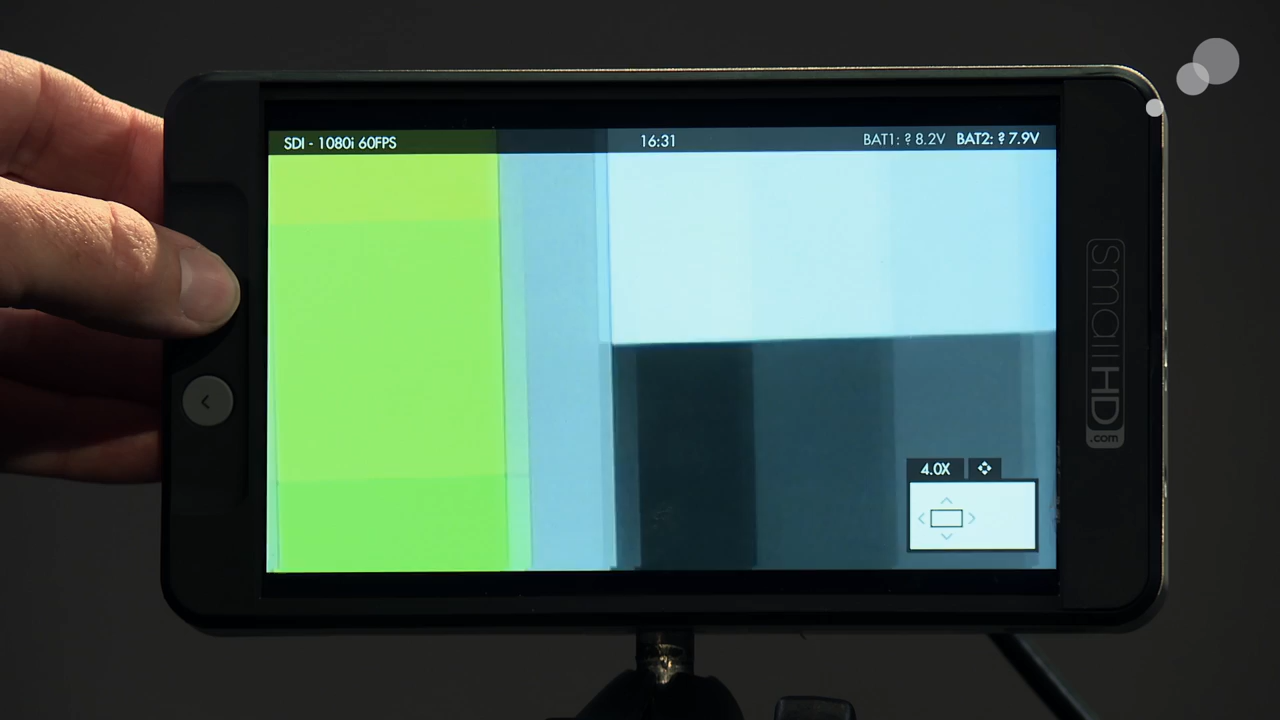 SDI - 1080i 60FPS
16:31
BAT1: ? 8.2V BAT2: ? 7.9V
smallHD
.com
4.0X